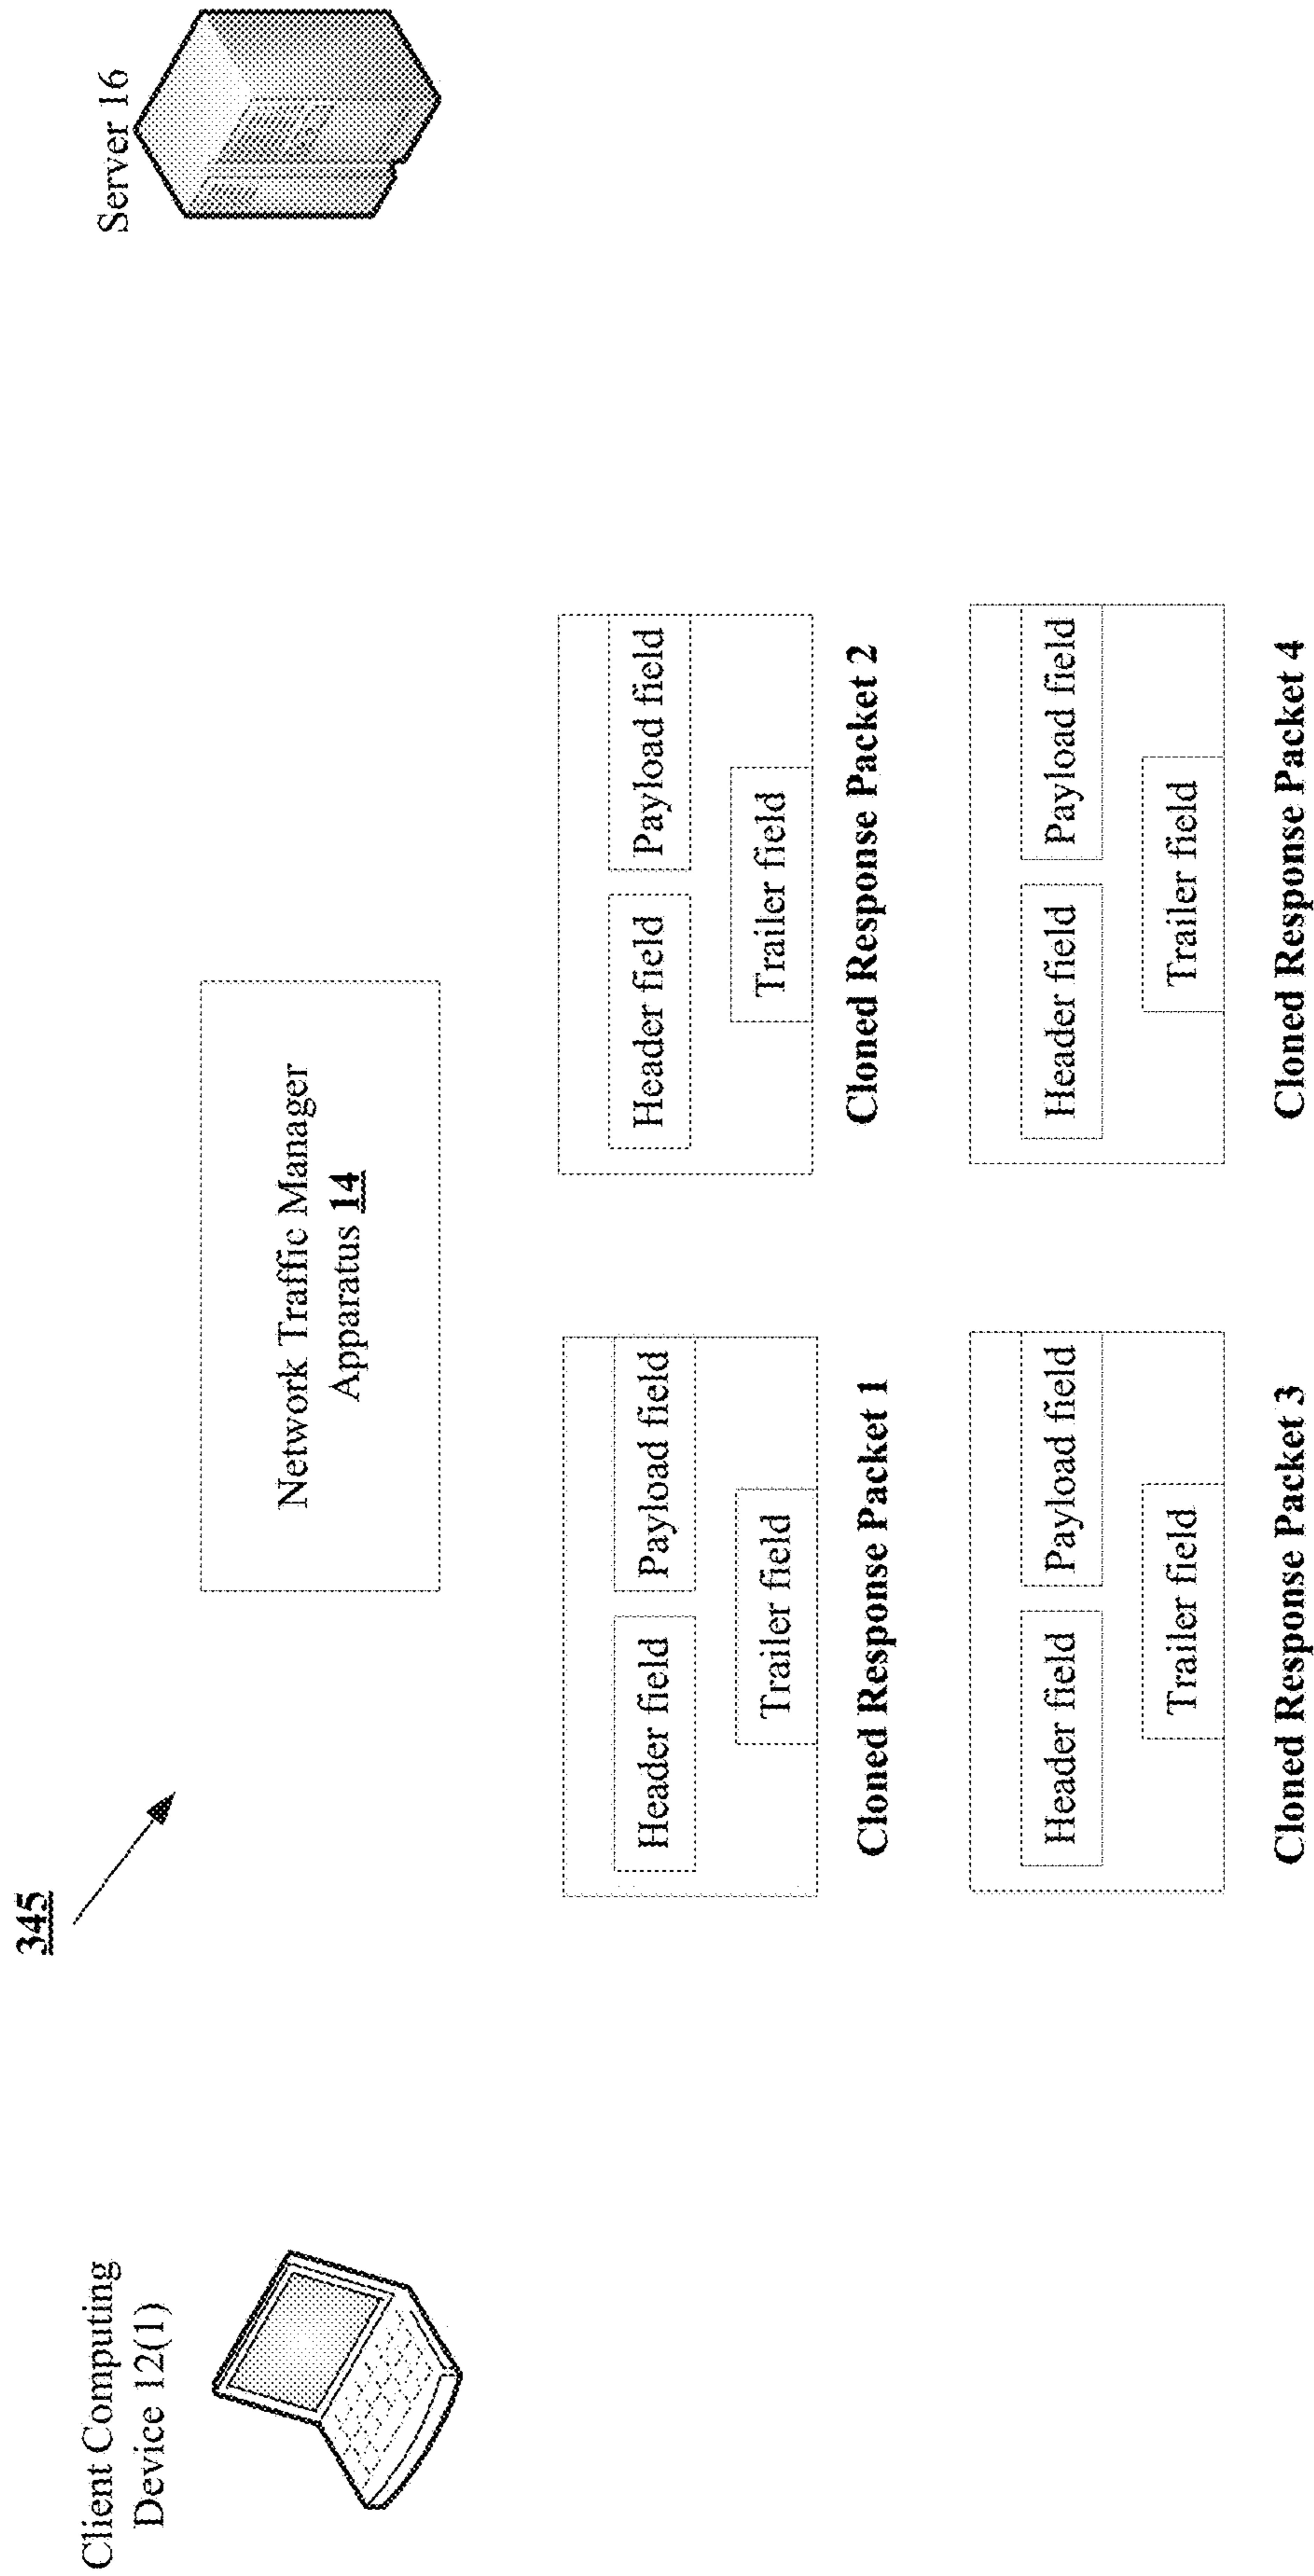 345
Client Computing
Device 12(1)
Network Traffic Manager
Apparatus 14
Server 16
Header field
Payload field
Trailer field
Cloned Response Packet 1
Header field
Payload field
Trailer field
Cloned Response Packet 2
Header field
Payload field
Trailer field
Cloned Response Packet 3
Header field
Payload field
Trailer field
Cloned Response Packet 4